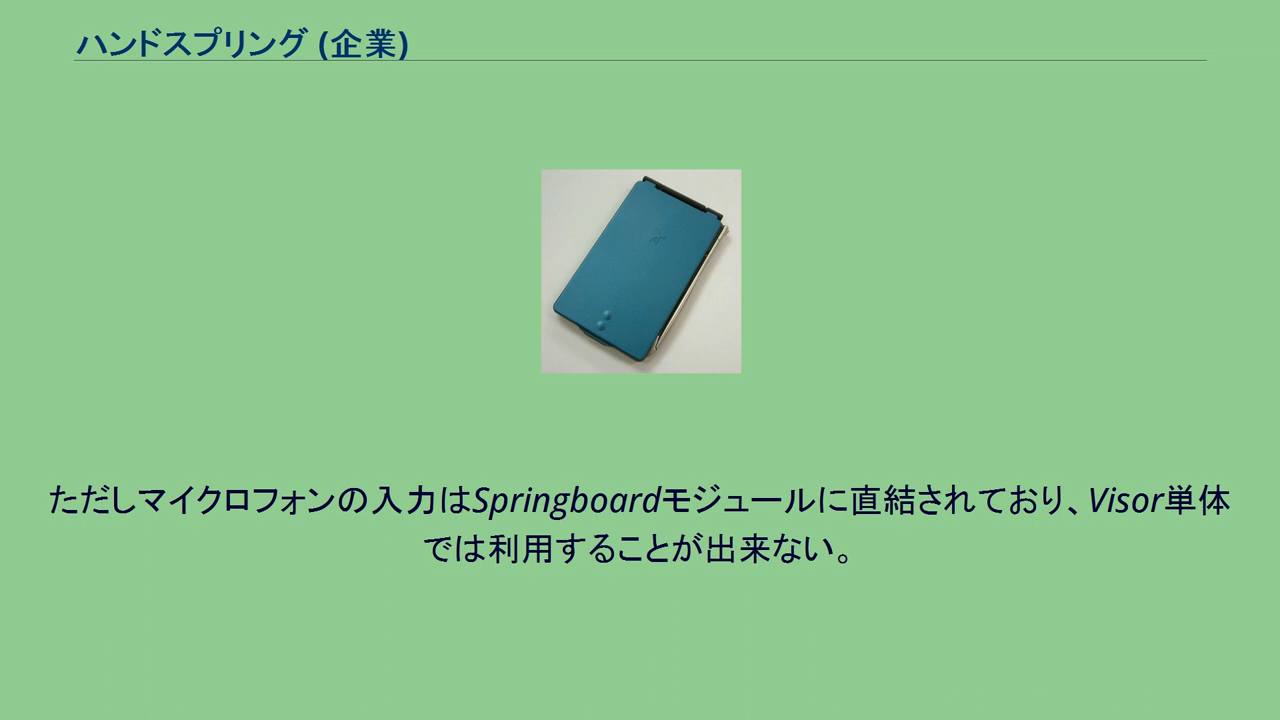 ハンドスプリング (企業)
ただしマイクロフォンの入力はSpringboardモジュールに直結されており、Visor単体
では利用することが出来ない。